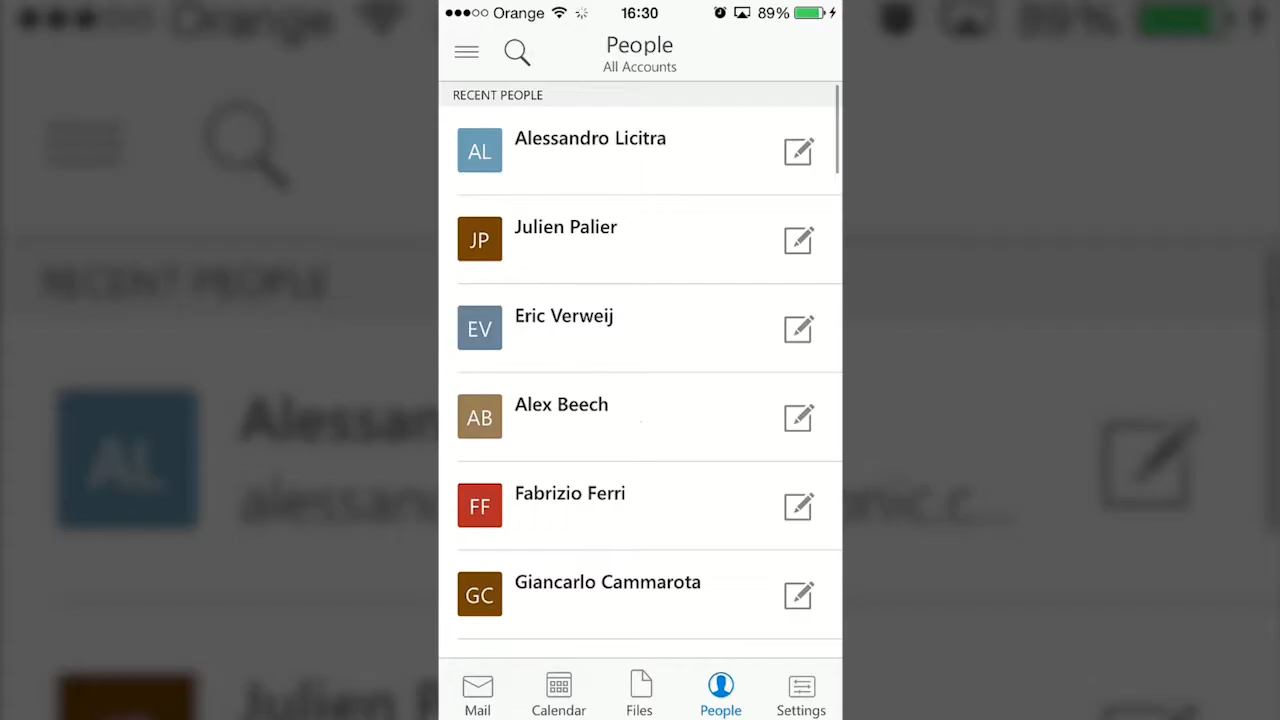 Orange 16:30 89%
People
All Accounts
RECENT PEOPLE
AL Alessandro Licitra
JP Julien Palier
EV Eric Verweij
AB Alex Beech
FF Fabrizio Ferri
GC Giancarlo Cammarota
Mail Calendar Files People Settings